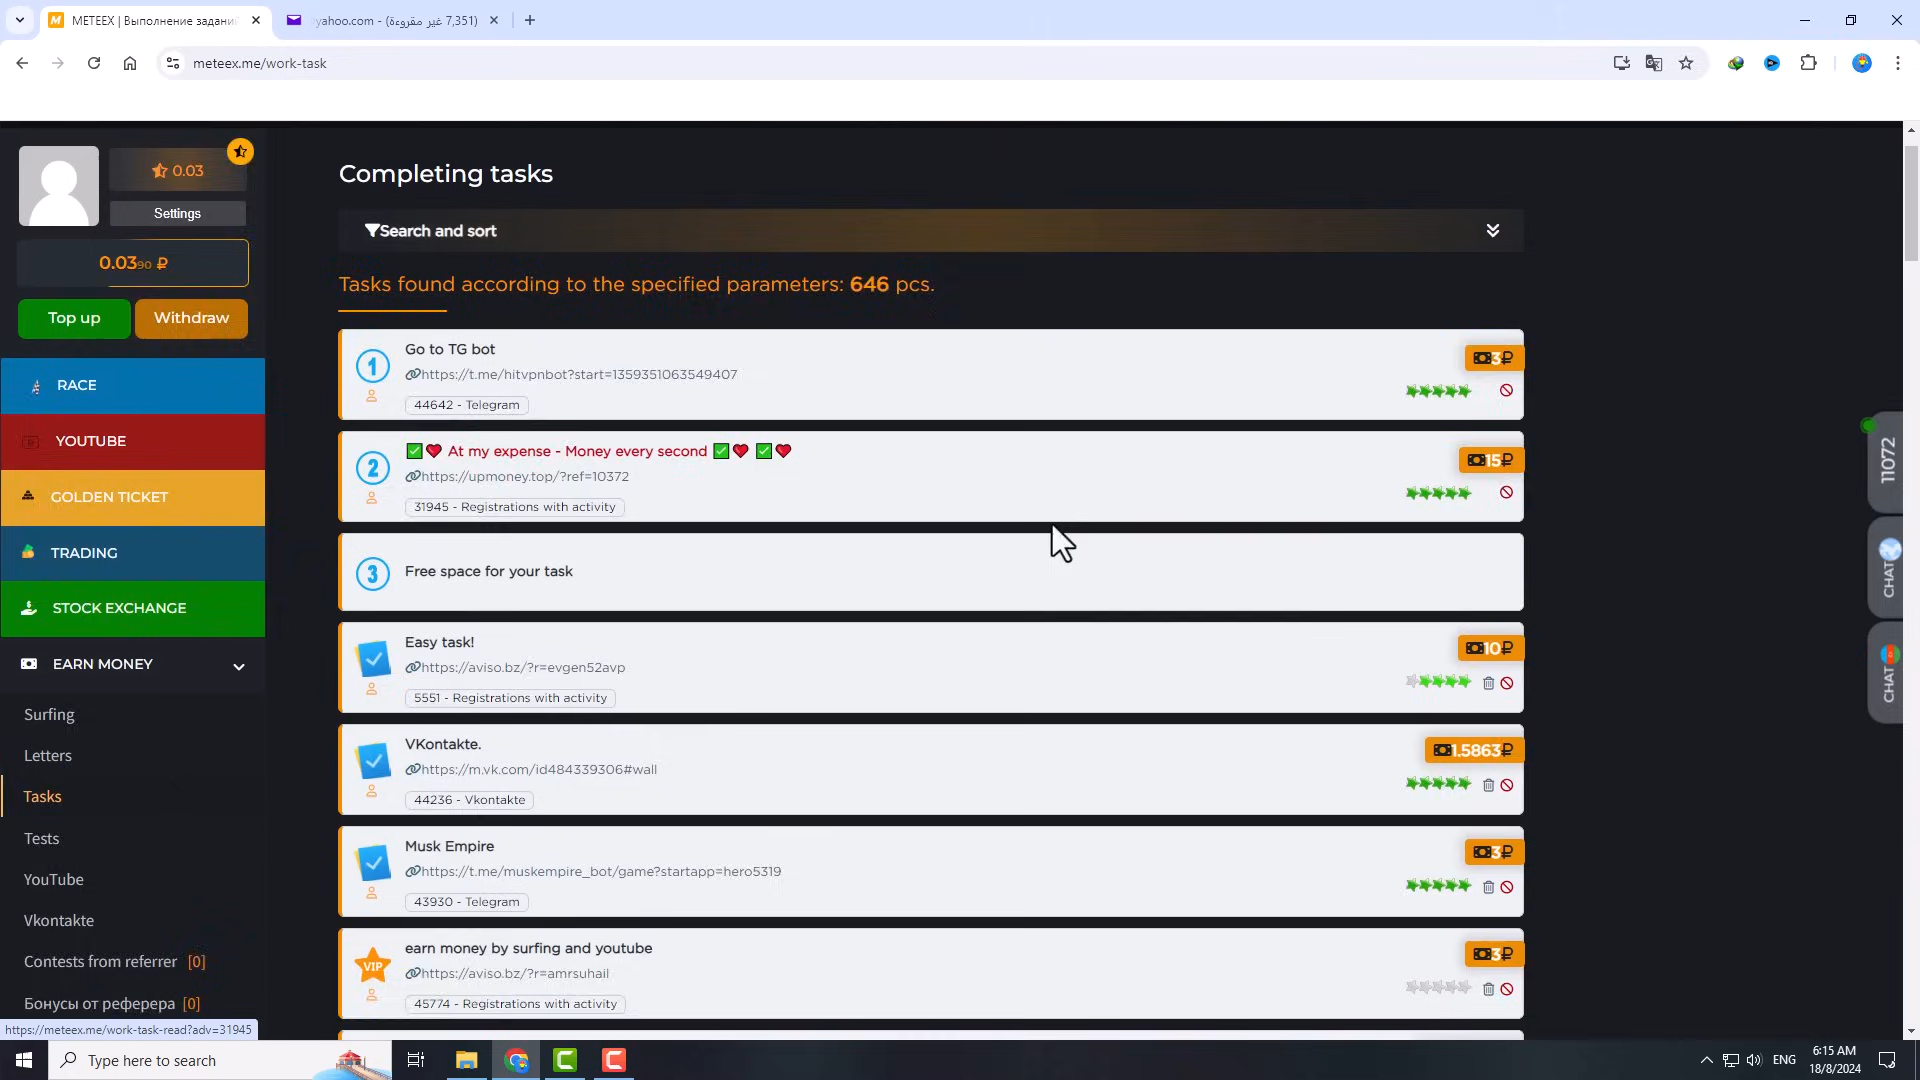 METEEX | Выполнение задани
yahoo.com - (7,351 غير مقروءة)
meteex.me/work-task
0.03
Settings
0.0390 ₽
Top up
Withdraw
RACE
YOUTUBE
GOLDEN TICKET
TRADING
STOCK EXCHANGE
EARN MONEY
Surfing
Letters
Tasks
Tests
YouTube
Vkontakte
Contests from referrer [0]
Бонусы от реферера [0]
https://meteex.me/work-task-read?adv=31945
Completing tasks
Search and sort
Tasks found according to the specified parameters: 646 pcs.
1
Go to TG bot
https://t.me/hitvpnbot?start=1359351063549407
44642 - Telegram
3₽
2
At my expense - Money every second
https://upmoney.top/?ref=10372
31945 - Registrations with activity
15₽
3
Free space for your task
Easy task!
https://aviso.bz/?r=evgen52avp
5551 - Registrations with activity
10₽
VKontakte.
https://m.vk.com/id484339306#wall
44236 - Vkontakte
1.5863₽
Musk Empire
https://t.me/muskempire_bot/game?startapp=hero5319
43930 - Telegram
3₽
VIP
earn money by surfing and youtube
https://aviso.bz/?r=amrsuhail
45774 - Registrations with activity
3₽
11072
CHAT
CHAT
Type here to search
ENG
6:15 AM
18/8/2024